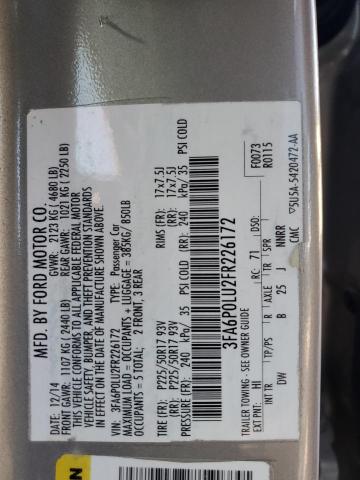 MFD. BY FORD MOTOR CO.
12/14 GVWR: 2123 KG ( 4680 LB)
FRONT GAWR: 1107 KG ( 2440 LB) REAR GAWR: 1021 KG ( 2250 LB)
THIS VEHICLE CONFORMS TO ALL APPLICABLE FEDERAL MOTOR
VEHICLE SAFETY, BUMPER, AND THEFT PREVENTION STANDARDS
IN EFFECT ON THE DATE OF MANUFACTURE SHOWN ABOVE.
VIN: 3FA6P0LU2FR226172 TYPE: Passenger Car
MAXIMUM LOAD = OCCUPANTS + LUGGAGE = 385KG/ 850LB
OCCUPANTS = 5 TOTAL: 2 FRONT, 3 REAR
TIRE (FR): P225/50R17 93V RIMS (FR): 17x7.5J
(RR): P225/50R17 93V (RR): 17x7.5J
PRESSURE (FR): 240 kPa/ 35 PSI COLD (RR): 240 kPa/ 35 PSI COLD
3FA6P0LU2FR226172
F0073
R0115
TRAILER TOWING - SEE OWNER GUIDE
EXT PNT: HI RC: 71 DSO:
INT TR TP/PS R AXLE TR SPR
DW B 25 J NNRR
CMC ▽5U5A-5420472-AA